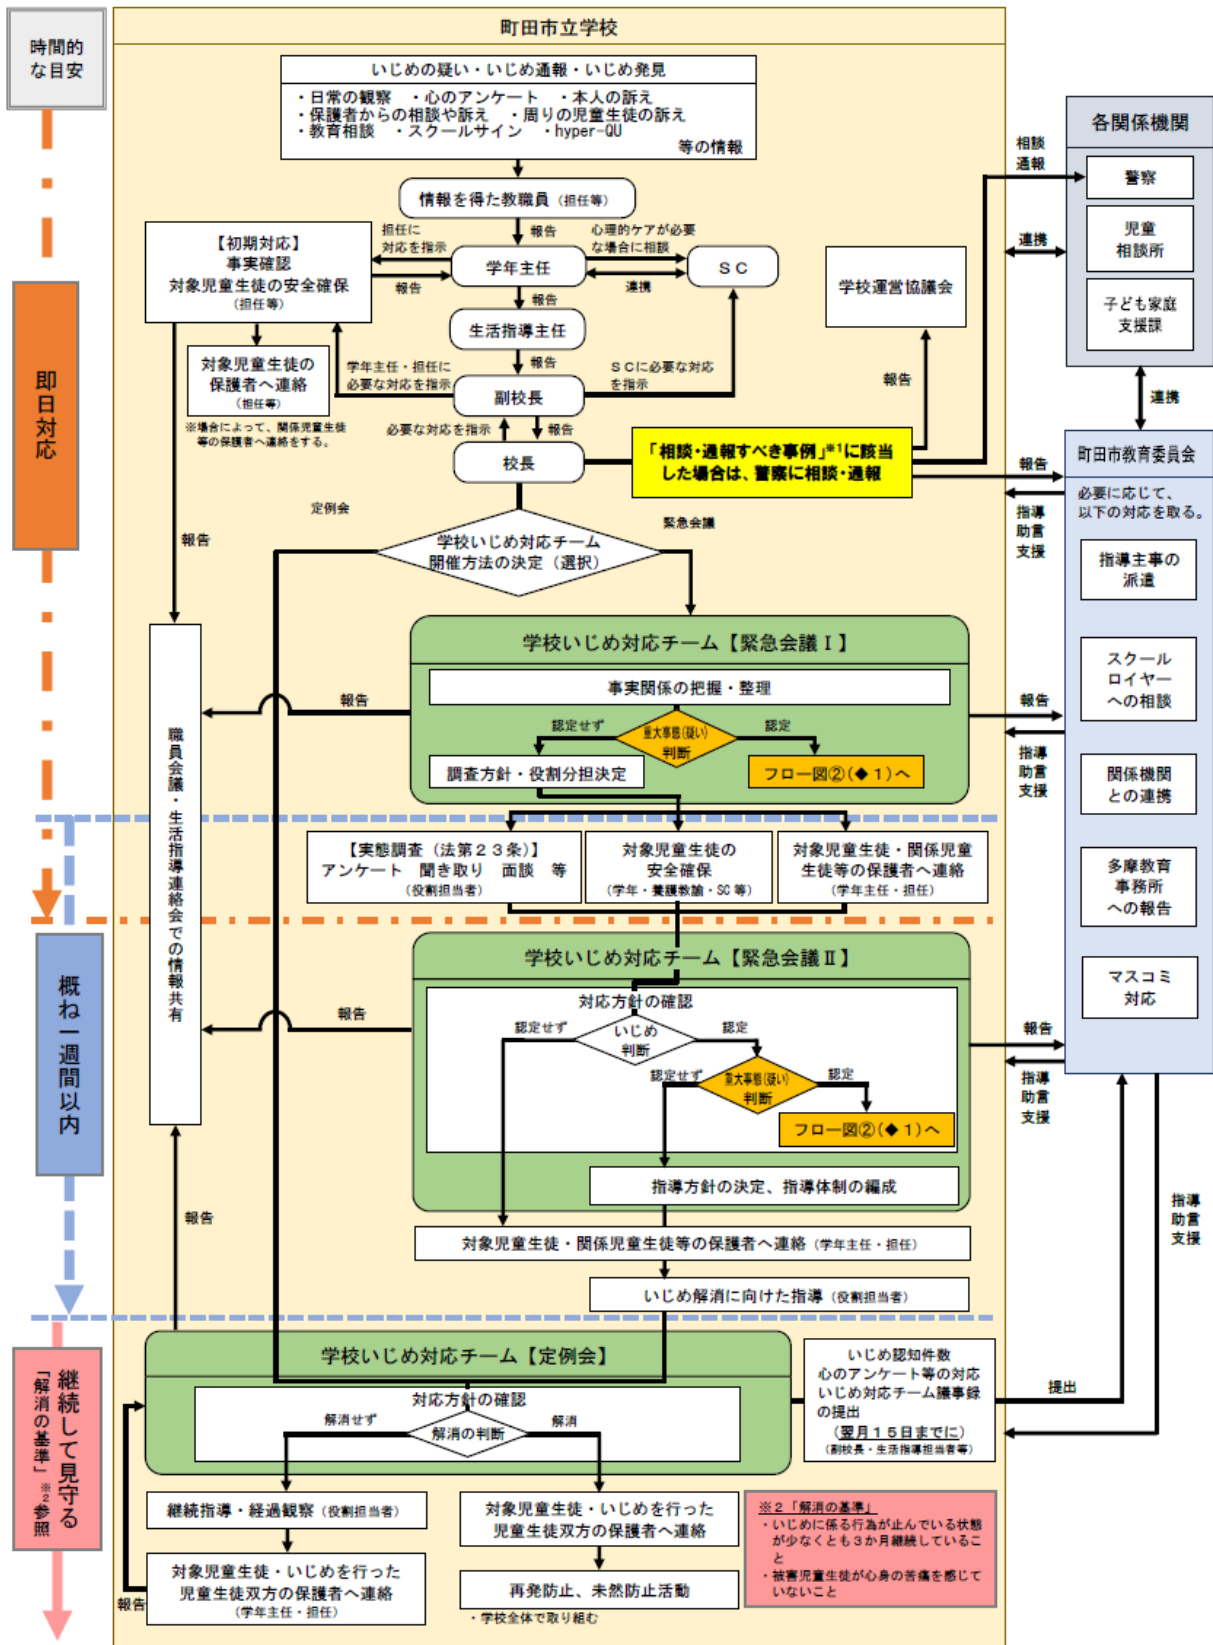 町田市立学校
時間的
な目安
いじめの疑い・いじめ通報・いじめ発見
・日常の観察 ・心のアンケート ・本人の訴え
・保護者からの相談や訴え ・周りの児童生徒の訴え
・教育相談 ・スクールサイン ・hyper-QU
等の情報
情報を得た教職員(担任等)
報告
担任に
対応を指示
心理的ケアが必要
な場合に相談
【初期対応】
事実確認
対象児童生徒の安全確保
(担任等)
学年主任
SC
報告
連携
報告
生活指導主任
報告
対象児童生徒の
保護者へ連絡
(担任等)
※場合によって、関係児童生徒
等の保護者へ連絡をする。
学年主任・担任に
必要な対応を指示
SCに必要な対応
を指示
副校長
必要な対応を指示
報告
校長
「相談・通報すべき事例」※1に該当
した場合は、警察に相談・通報
学校運営協議会
報告
相談
通報
連携
各関係機関
警察
児童
相談所
子ども家庭
支援課
連携
報告
指導
助言
支援
町田市教育委員会
必要に応じて、
以下の対応を取る。
指導主事の
派遣
スクール
ロイヤー
への相談
関係機関
との連携
多摩教育
事務所
への報告
マスコミ
対応
即日対応
定例会
緊急会議
報告
学校いじめ対応チーム
開催方法の決定(選択)
学校いじめ対応チーム【緊急会議Ⅰ】
事実関係の把握・整理
報告
認定せず
重大事態(疑い)
判断
認定
調査方針・役割分担決定
フロー図②(◆1)へ
報告
指導
助言
支援
職員会議・生活指導連絡会での情報共有
【実態調査(法第23条)】
アンケート 聞き取り 面談 等
(役割担当者)
対象児童生徒の
安全確保
(学年・養護教諭・SC等)
対象児童生徒・関係児童
生徒等の保護者へ連絡
(学年主任・担任)
概ね一週間以内
学校いじめ対応チーム【緊急会議Ⅱ】
対応方針の確認
報告
認定せず
いじめ
判断
認定
認定せず
重大事態(疑い)
判断
認定
フロー図②(◆1)へ
報告
指導
助言
支援
指導方針の決定、指導体制の編成
報告
対象児童生徒・関係児童生徒等の保護者へ連絡(学年主任・担任)
いじめ解消に向けた指導(役割担当者)
指導
助言
支援
継続して見守る
「解消の基準」※2参照
学校いじめ対応チーム【定例会】
対応方針の確認
解消せず
解消の判断
解消
いじめ認知件数
心のアンケート等の対応
いじめ対応チーム議事録
の提出
(翌月15日までに)
(副校長・生活指導担当者等)
提出
継続指導・経過観察(役割担当者)
対象児童生徒・いじめを行った
児童生徒双方の保護者へ連絡
対象児童生徒・いじめを行った
児童生徒双方の保護者へ連絡
(学年主任・担任)
報告
再発防止、未然防止活動
・学校全体で取り組む
※2「解消の基準」
・いじめに係る行為が止んでいる状態
が少なくとも3か月継続しているこ
と
・被害児童生徒が心身の苦痛を感じて
いないこと